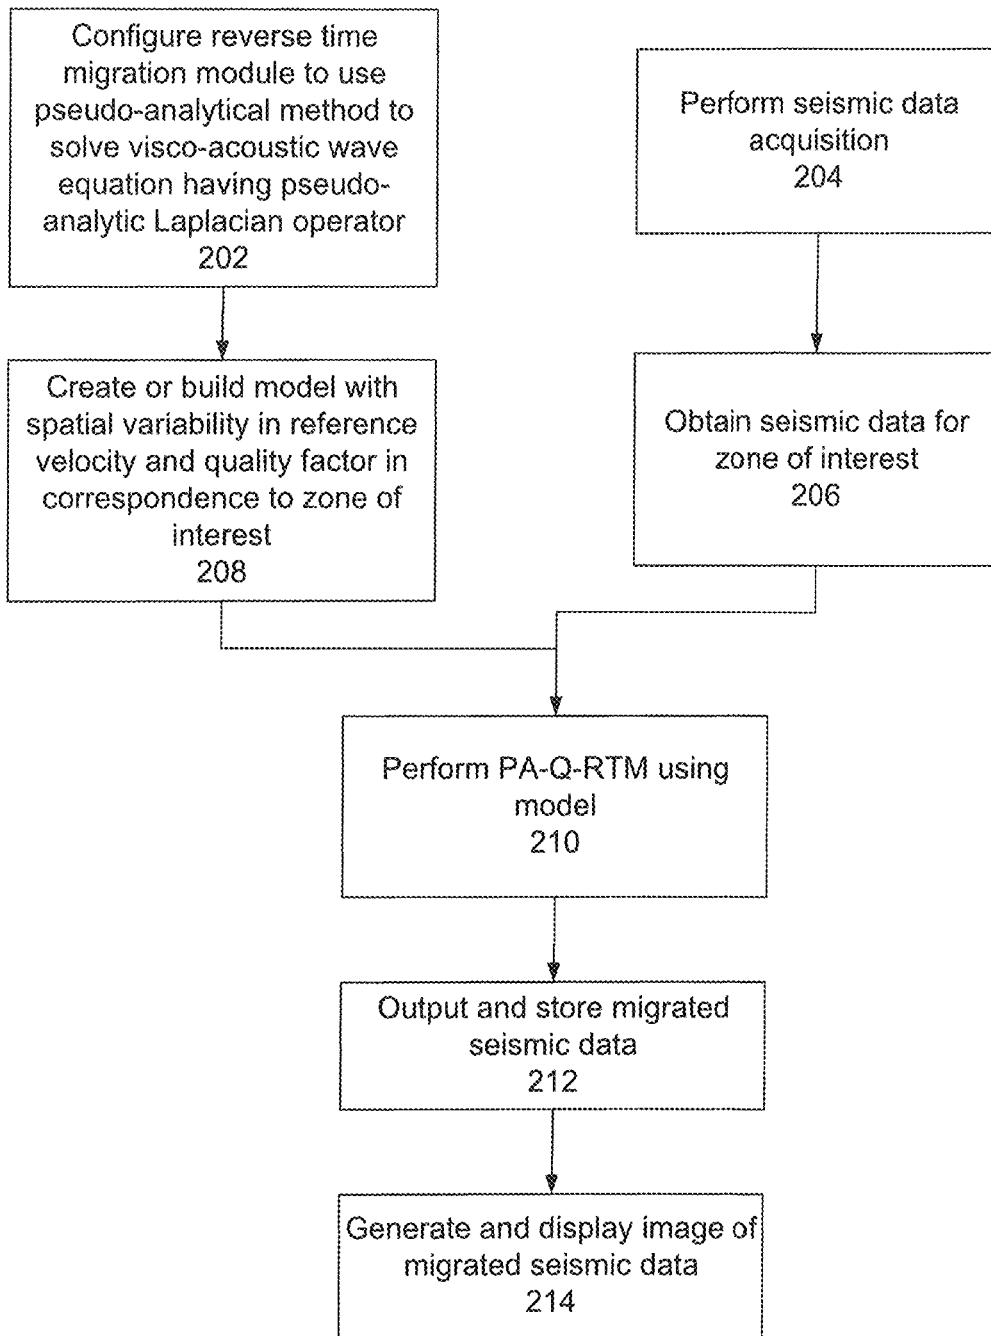 Configure reverse time
migration module to use
pseudo-analytical method to
solve visco-acoustic wave
equation having pseudo-
analytic Laplacian operator
202
Perform seismic data
acquisition
204
Create or build model with
spatial variability in reference
velocity and quality factor in
correspondence to zone of
interest
208
Obtain seismic data for
zone of interest
206
Perform PA-Q-RTM using
model
210
Output and store migrated
seismic data
212
Generate and display image of
migrated seismic data
214